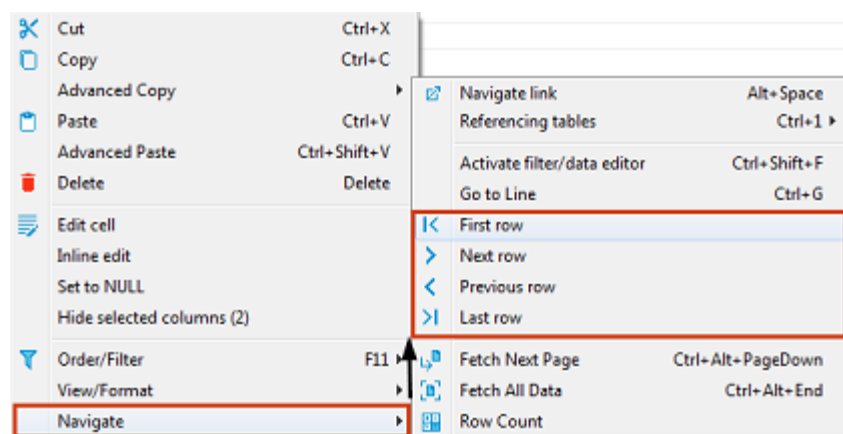 Cut Ctrl+X
Copy Ctrl+C
Advanced Copy
Paste Ctrl+V
Advanced Paste Ctrl+Shift+V
Delete Delete
Edit cell
Inline edit
Set to NULL
Hide selected columns (2)
Order/Filter F11
View/Format
Navigate
Navigate link Alt+Space
Referencing tables Ctrl+1
Activate filter/data editor Ctrl+Shift+F
Go to Line Ctrl+G
First row
Next row
Previous row
Last row
Fetch Next Page Ctrl+Alt+PageDown
Fetch All Data Ctrl+Alt+End
Row Count